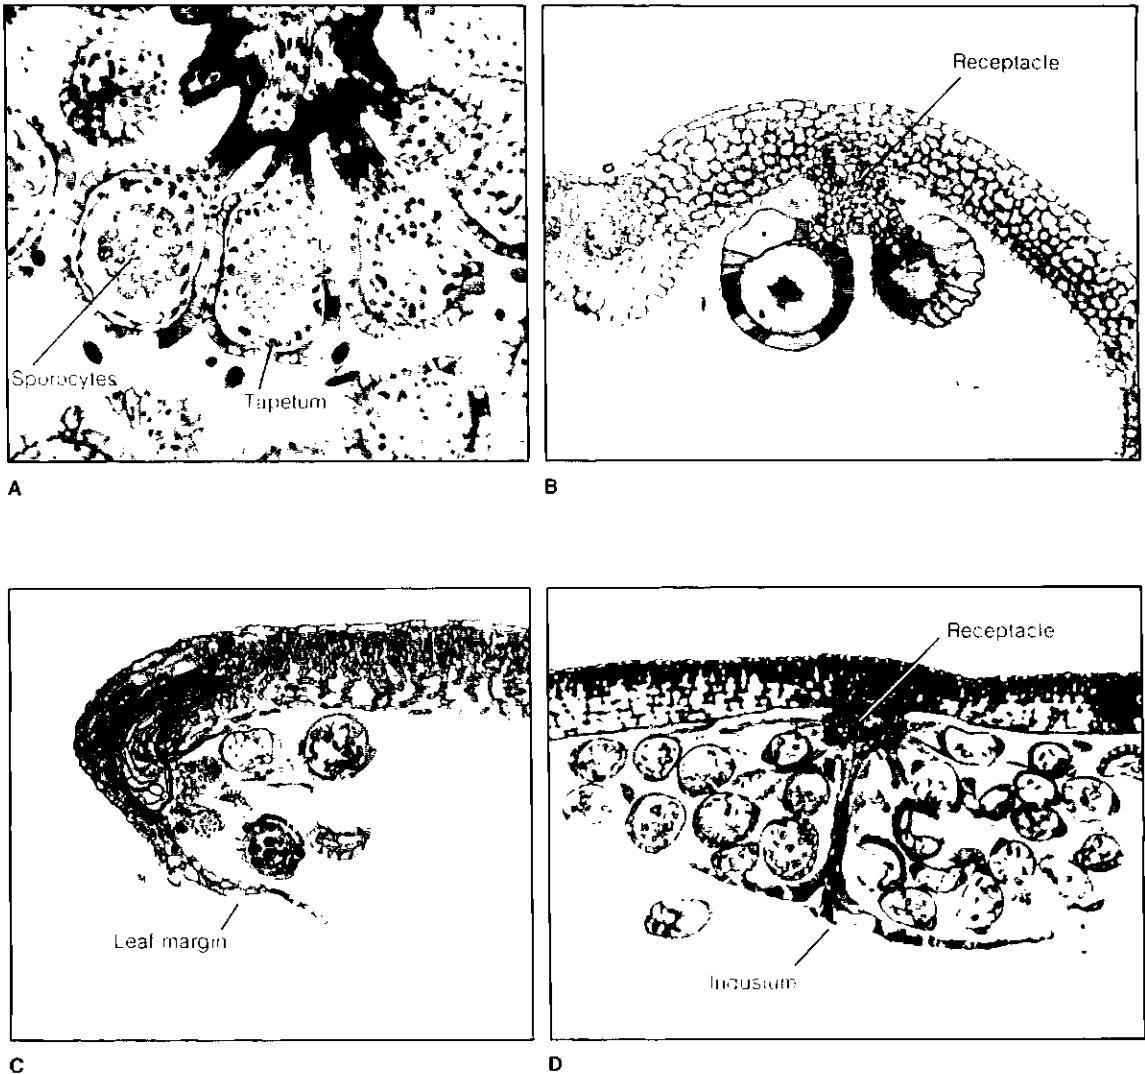 Receptacle
Sporocytes
Tapetum
A
B
Receptacle
Leaf margin
Indusium
C
D